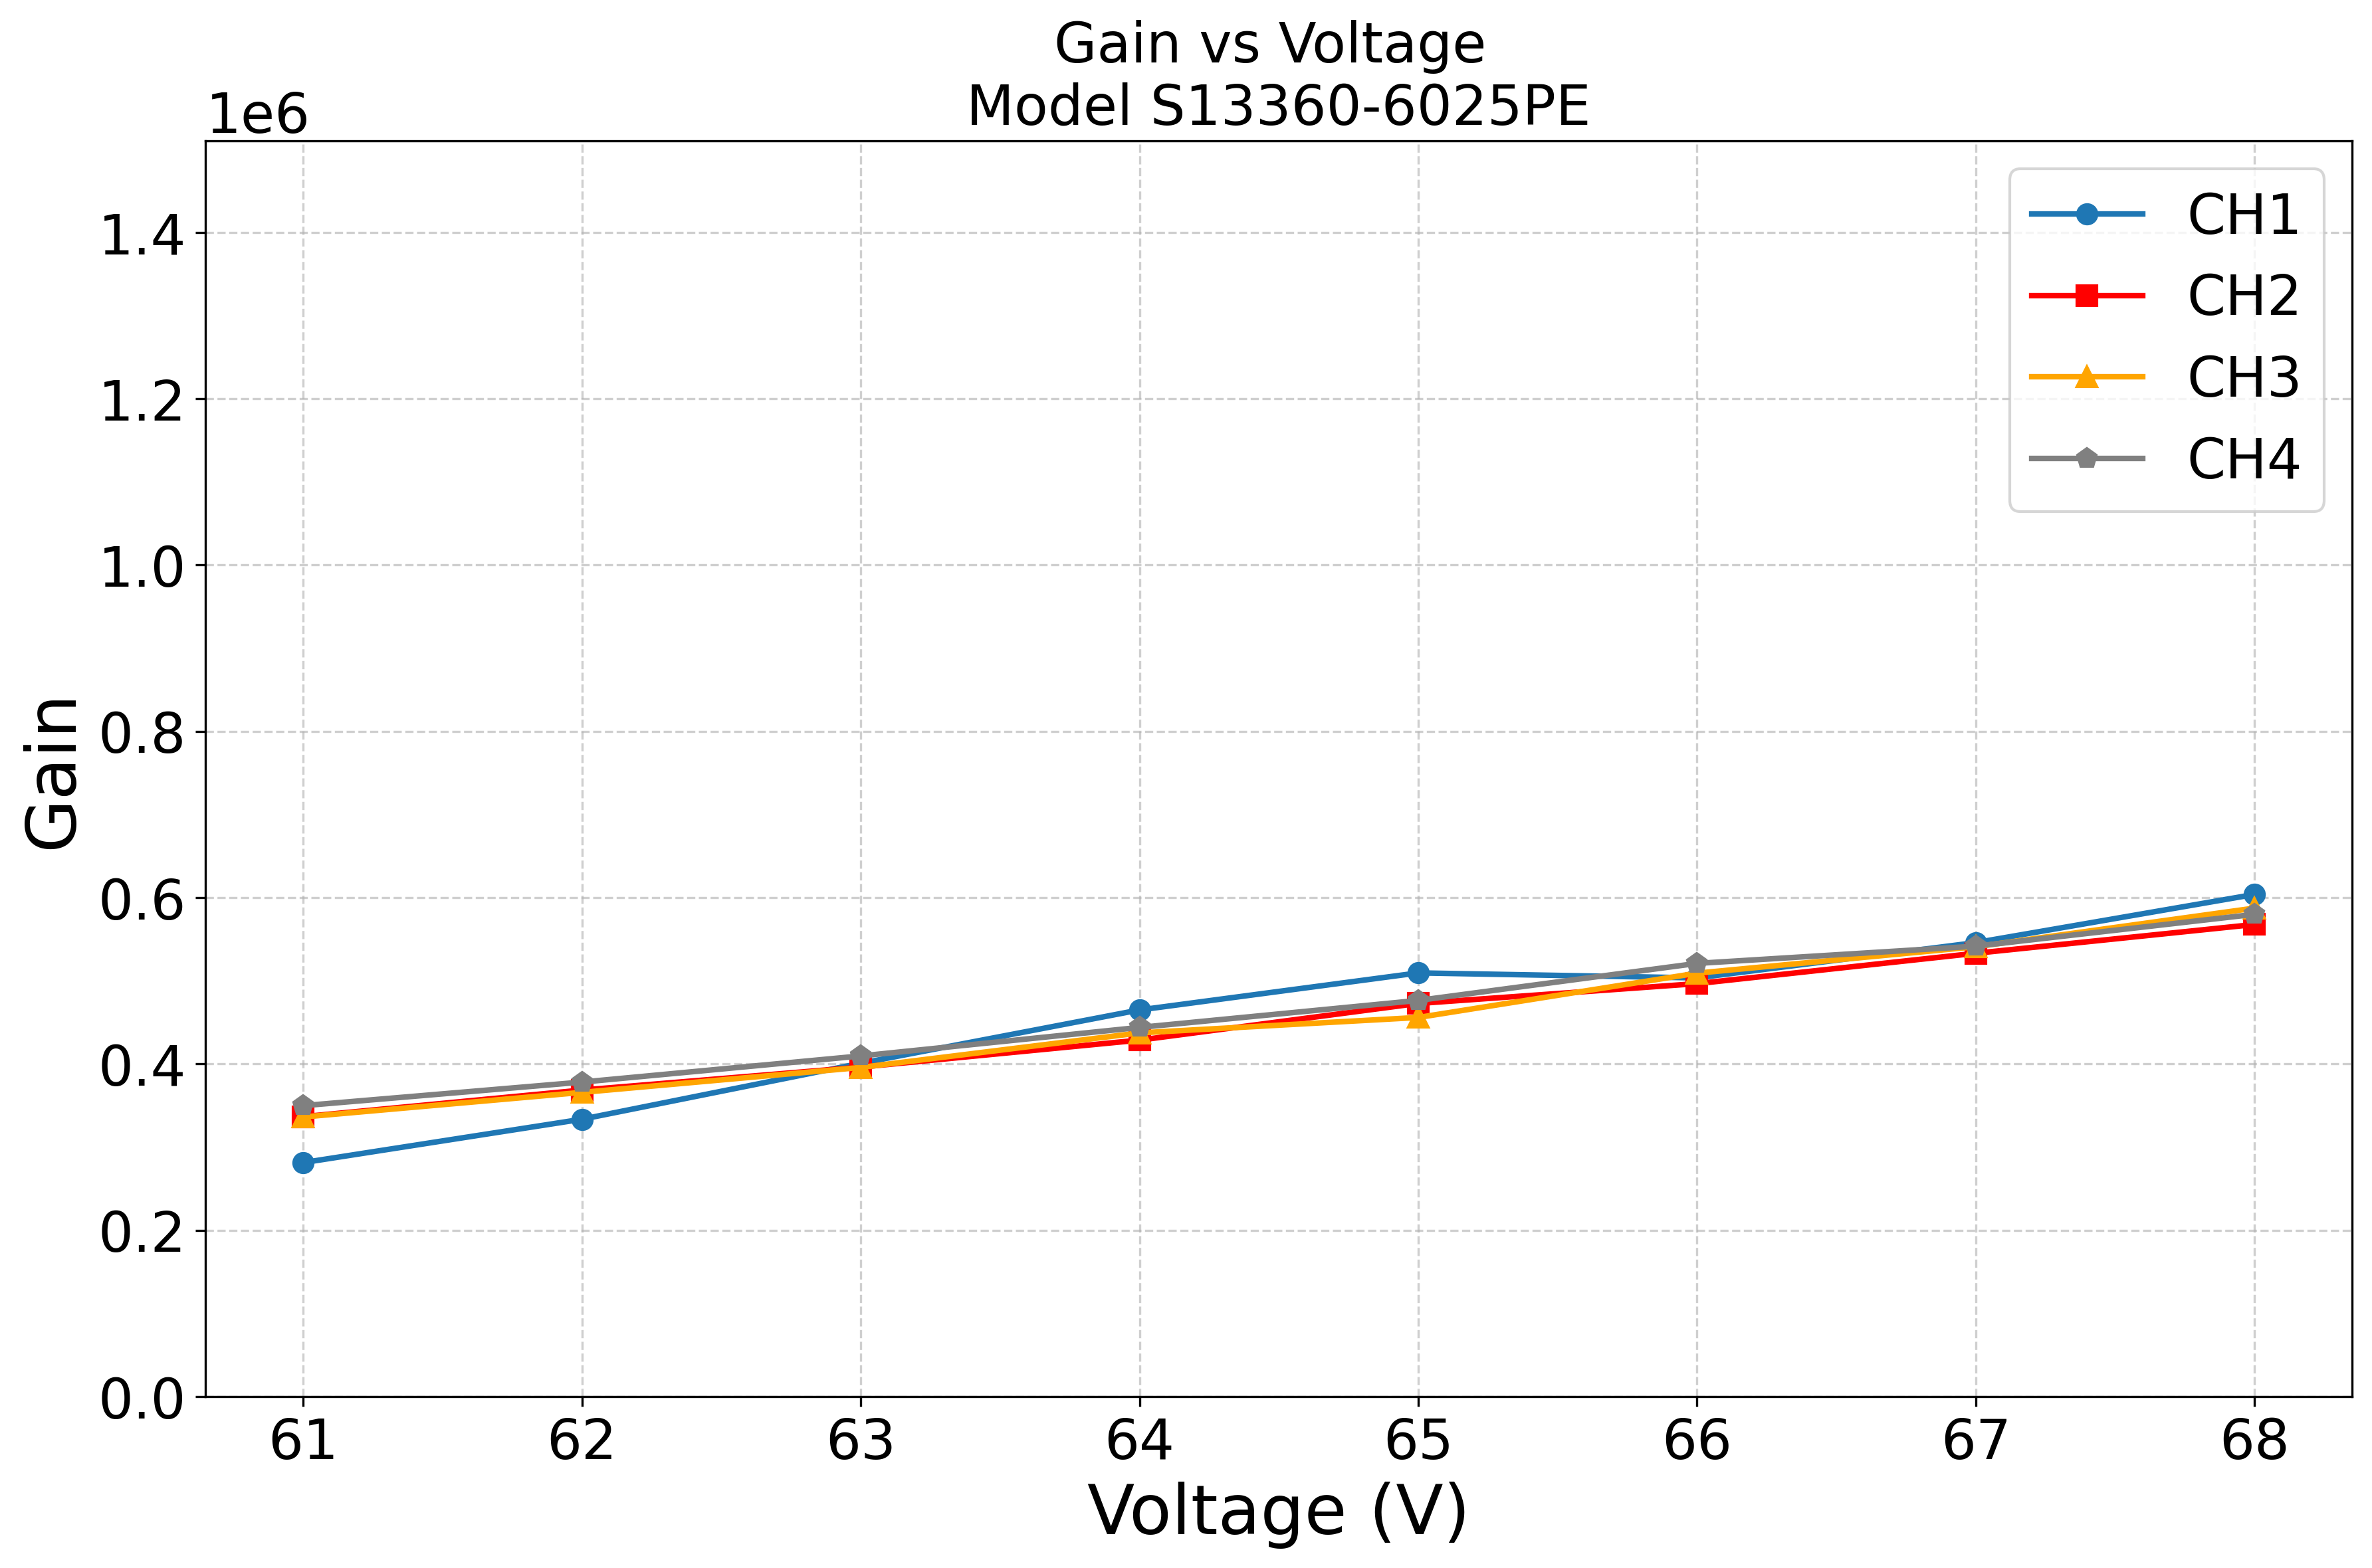 Gain vs Voltage
Model S13360-6025PE
1e6
1.4
1.2
1.0
0.8
0.6
0.4
0.2
0.0
Gain
CH1
CH2
CH3
CH4
61 62 63 64 65 66 67 68
Voltage (V)